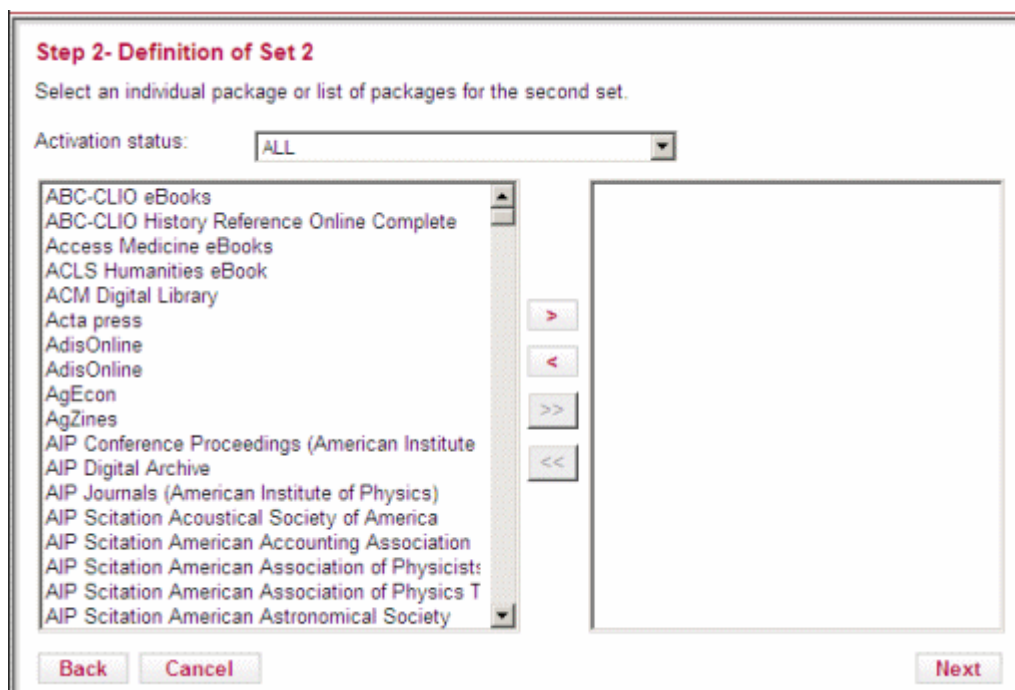 Step 2- Definition of Set 2
Select an individual package or list of packages for the second set.
Activation status:
ALL
ABC-CLIO eBooks
ABC-CLIO History Reference Online Complete
Access Medicine eBooks
ACLS Humanities eBook
ACM Digital Library
Acta press
AdisOnline
AdisOnline
AgEcon
AgZines
AIP Conference Proceedings (American Institute
AIP Digital Archive
AIP Journals (American Institute of Physics)
AIP Scitation Acoustical Society of America
AIP Scitation American Accounting Association
AIP Scitation American Association of Physicists
AIP Scitation American Association of Physics T
AIP Scitation American Astronomical Society
>
<
>>
<<
Back Cancel Next